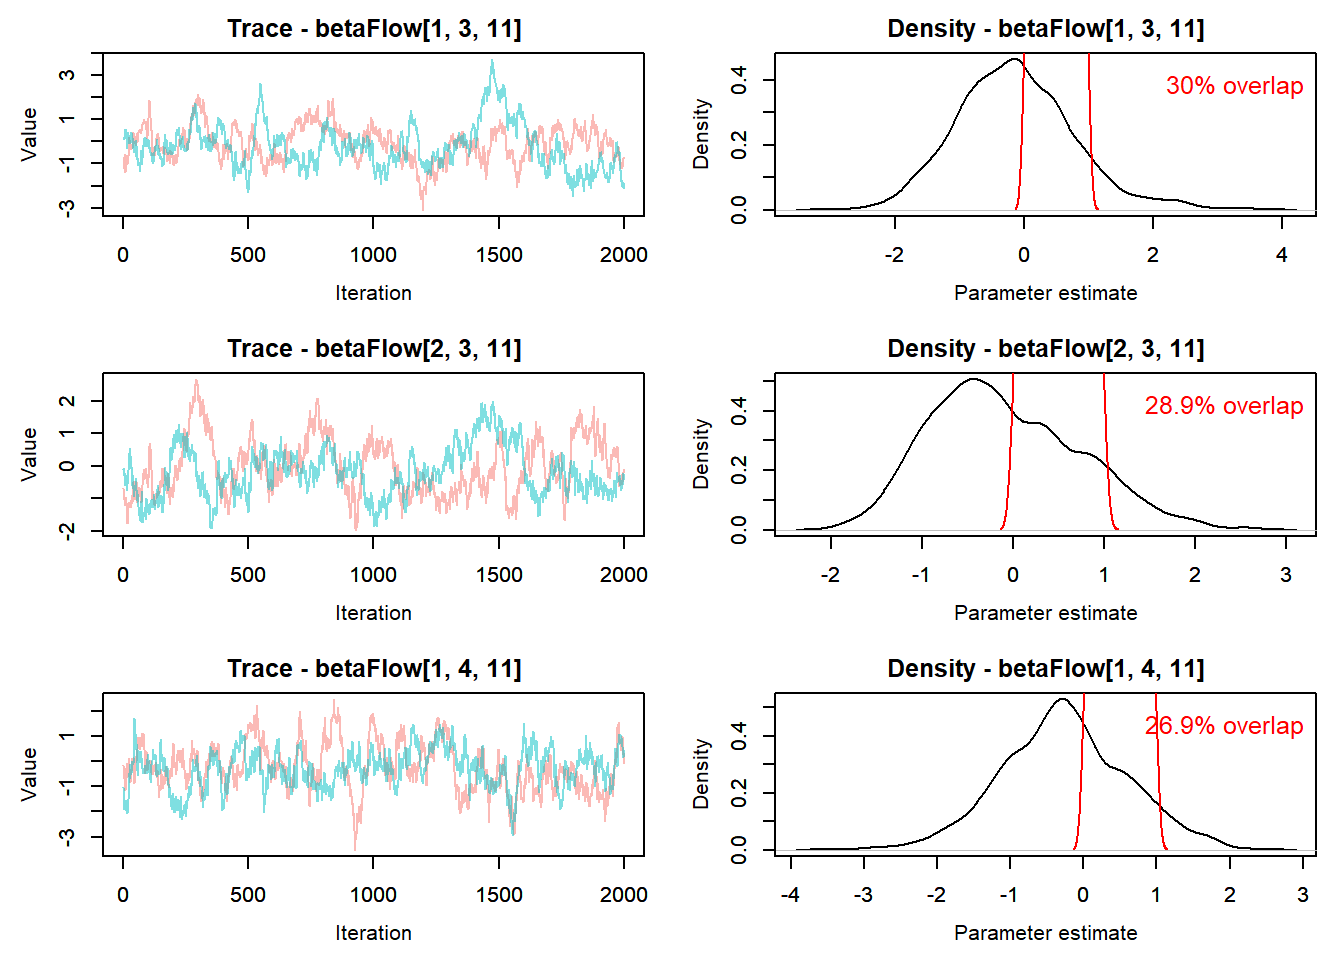 Trace - betaFlow[1, 3, 11]
Value
3
1
-1
-3
0 500 1000 1500 2000
Iteration
Density - betaFlow[1, 3, 11]
Density
0.4
0.2
0.0
30% overlap
-2 0 2 4
Parameter estimate
Trace - betaFlow[2, 3, 11]
Value
2
1
0
-2
0 500 1000 1500 2000
Iteration
Density - betaFlow[2, 3, 11]
Density
0.4
0.2
0.0
28.9% overlap
-2 -1 0 1 2 3
Parameter estimate
Trace - betaFlow[1, 4, 11]
Value
1
-1
-3
0 500 1000 1500 2000
Iteration
Density - betaFlow[1, 4, 11]
Density
0.4
0.2
0.0
26.9% overlap
-4 -3 -2 -1 0 1 2 3
Parameter estimate